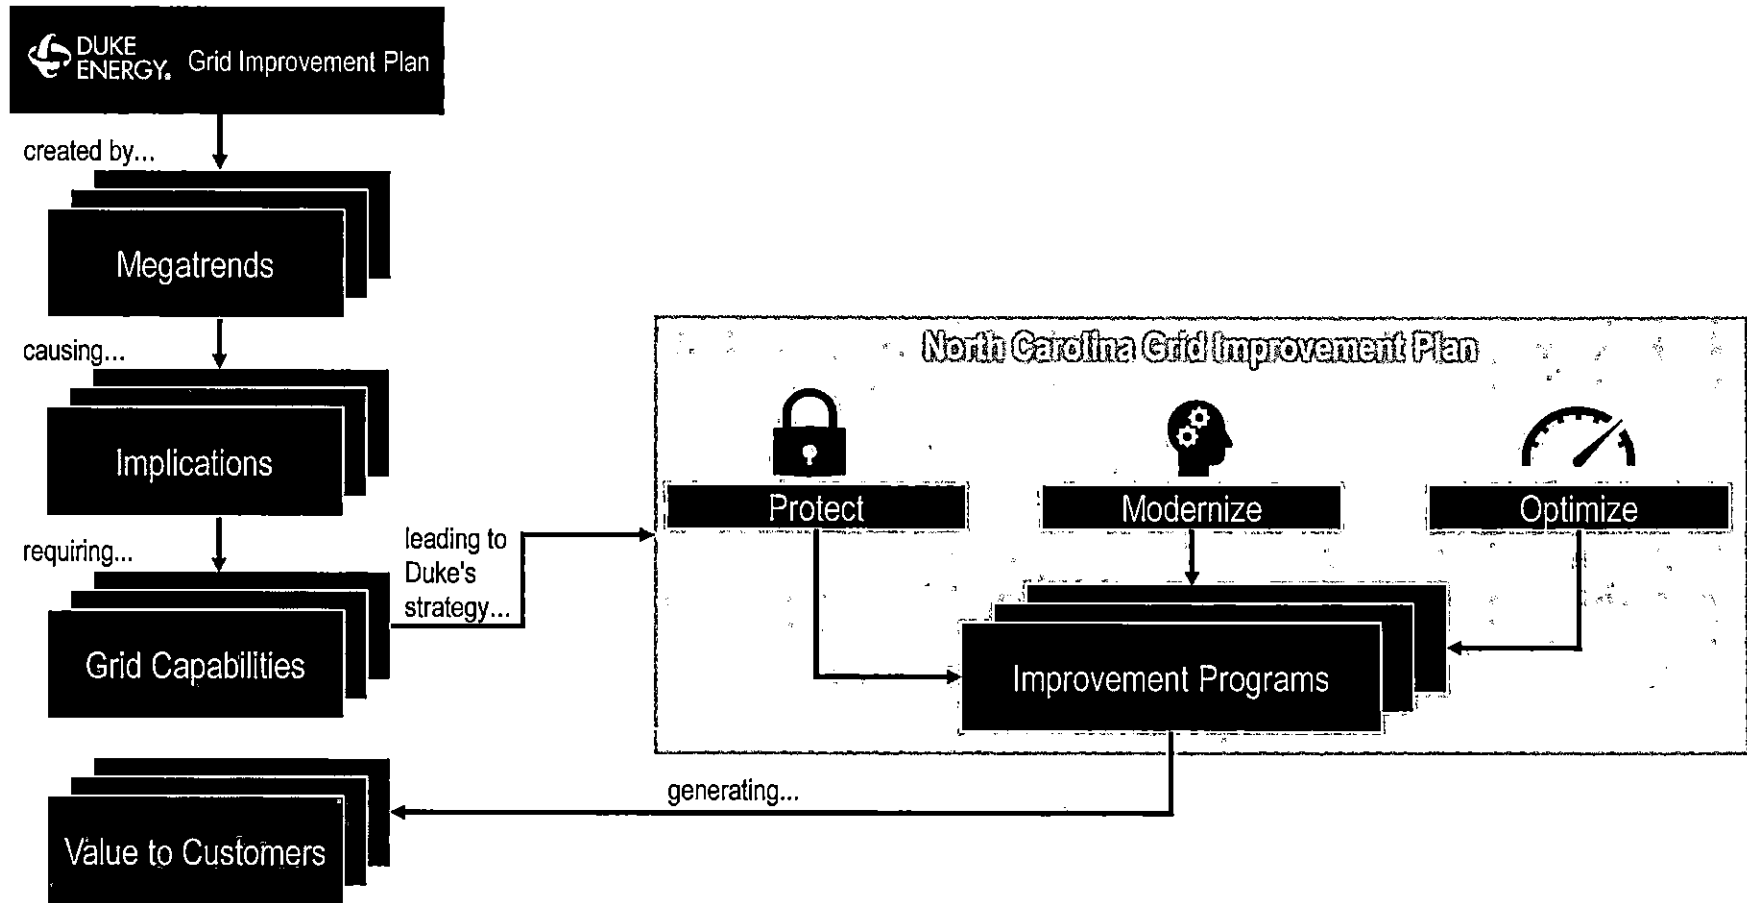 DUKE
ENERGY.
Grid Improvement Plan
created by...
Megatrends
causing...
Implications
requiring...
Grid Capabilities
leading to
Duke's
strategy...
North Carolina Grid Improvement Plan
Protect
Modernize
Optimize
Improvement Programs
generating...
Value to Customers